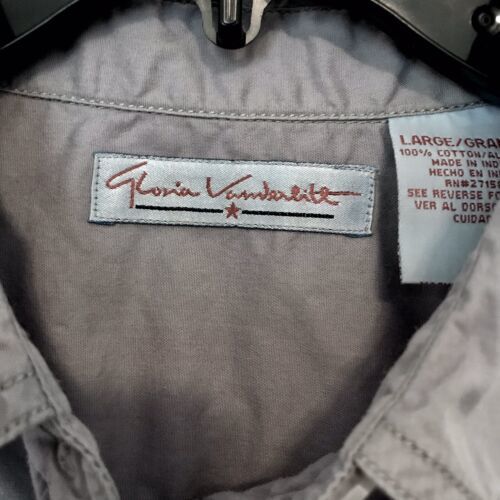 Gloria Vanderbilt
LARGE/GRA
100% COTTON/AL
MADE IN IND
HECHO EN IN
RN#2715
SEE REVERSE FO
VER AL DORS
CUIDA